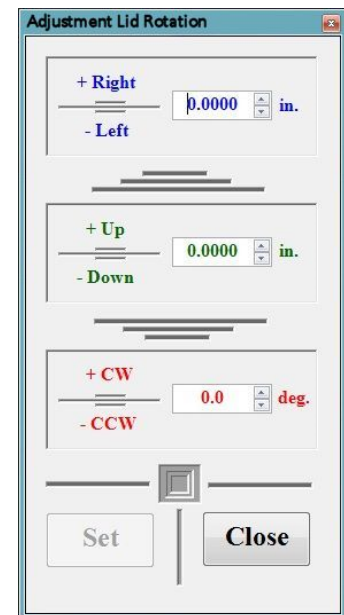 Adjustment Lid Rotation
+ Right
0.0000 in.
- Left
+ Up
0.0000 in.
- Down
+ CW
0.0 deg.
- CCW
Set
Close